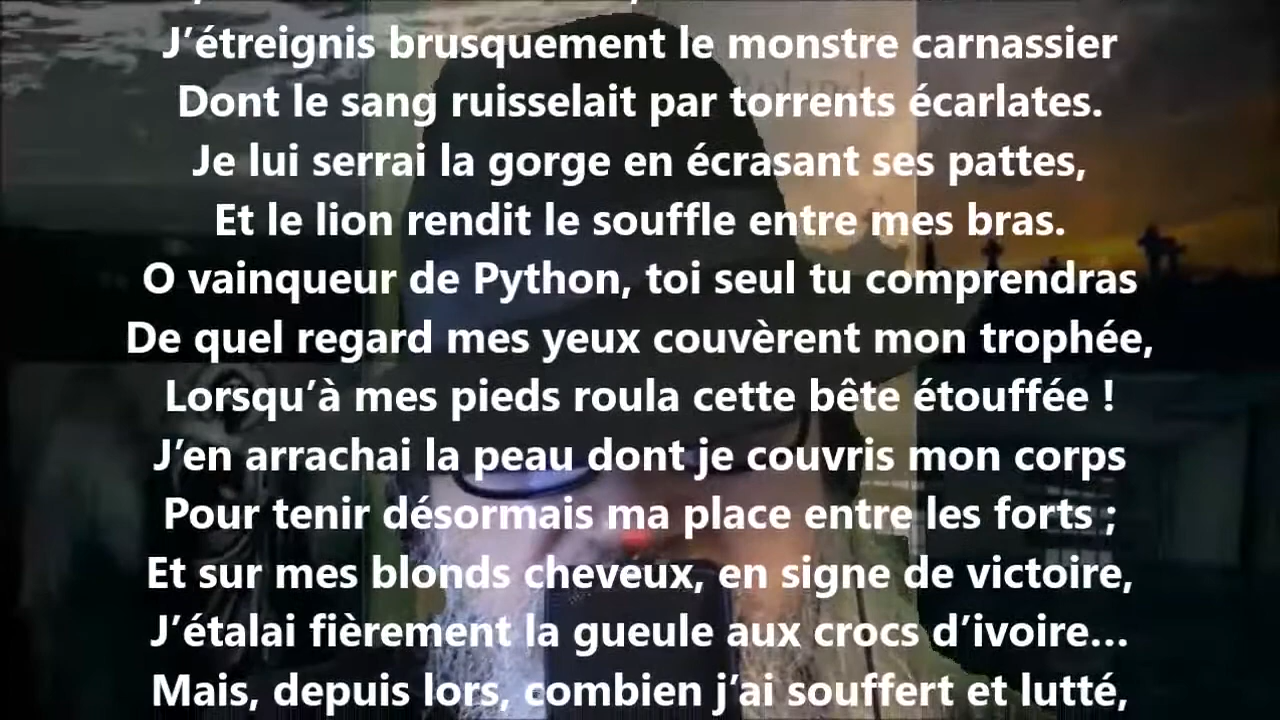 J’étreignis brusquement le monstre carnassier
Dont le sang ruisselait par torrents écarlates.
Je lui serrai la gorge en écrasant ses pattes,
Et le lion rendit le souffle entre mes bras.
O vainqueur de Python, toi seul tu comprendras
De quel regard mes yeux couvèrent mon trophée,
Lorsqu’à mes pieds roula cette bête étouffée !
J’en arrachai la peau dont je couvris mon corps
Pour tenir désormais ma place entre les forts ;
Et sur mes blonds cheveux, en signe de victoire,
J’étalai fièrement la gueule aux crocs d’ivoire...
Mais, depuis lors, combien j’ai souffert et lutté,